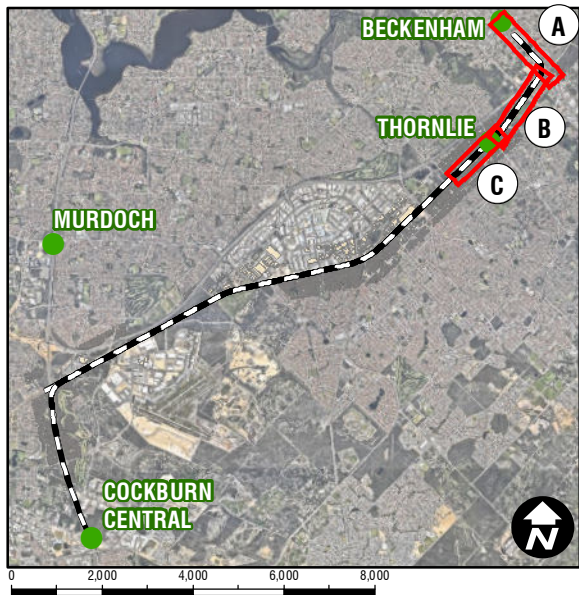 BECKENHAM
A
THORNLIE
B
C
MURDOCH
COCKBURN
CENTRAL
N
0 2,000 4,000 6,000 8,000